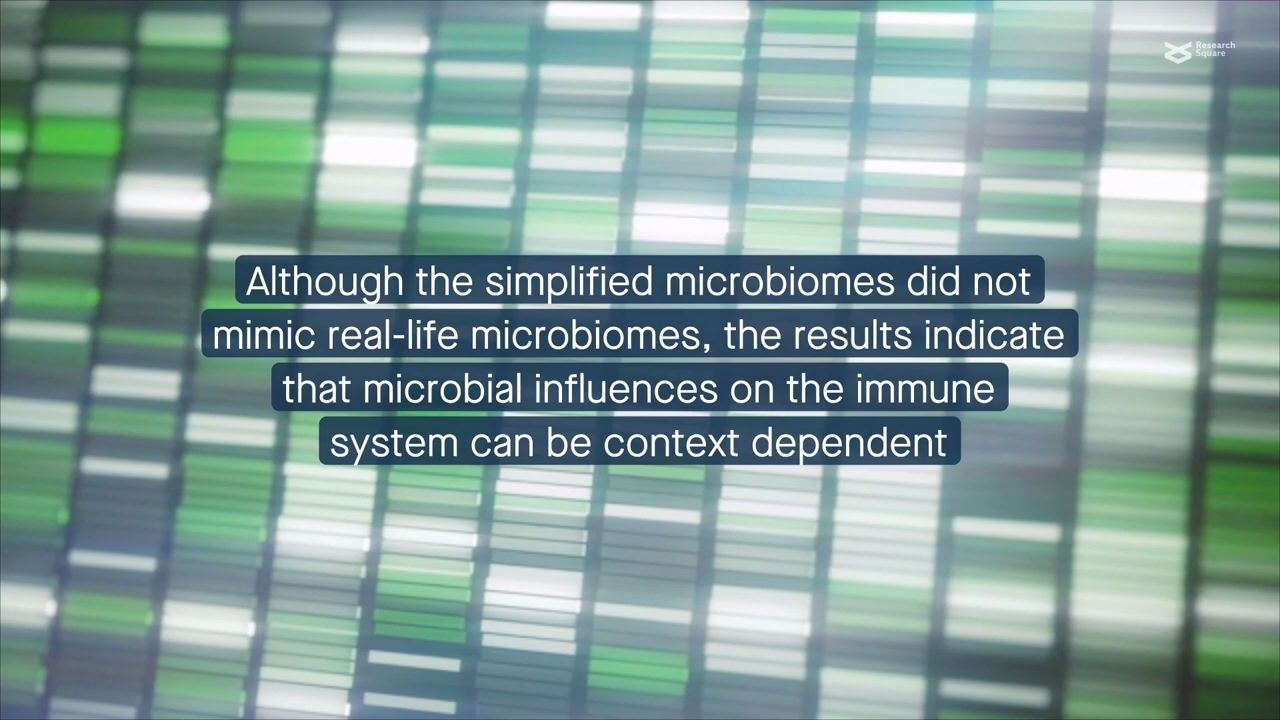 Research
Square
Although the simplified microbiomes did not
mimic real-life microbiomes, the results indicate
that microbial influences on the immune
system can be context dependent